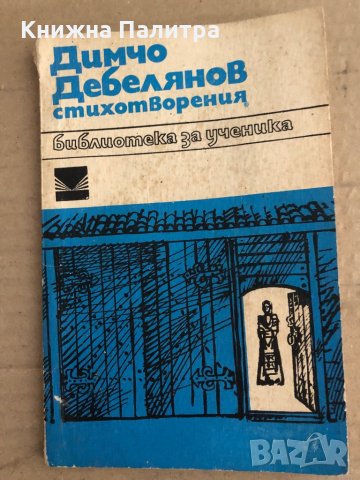 Книжна Палитра
Димчо
Дебелянов
стихотворения
библиотека за ученика
BAZAR